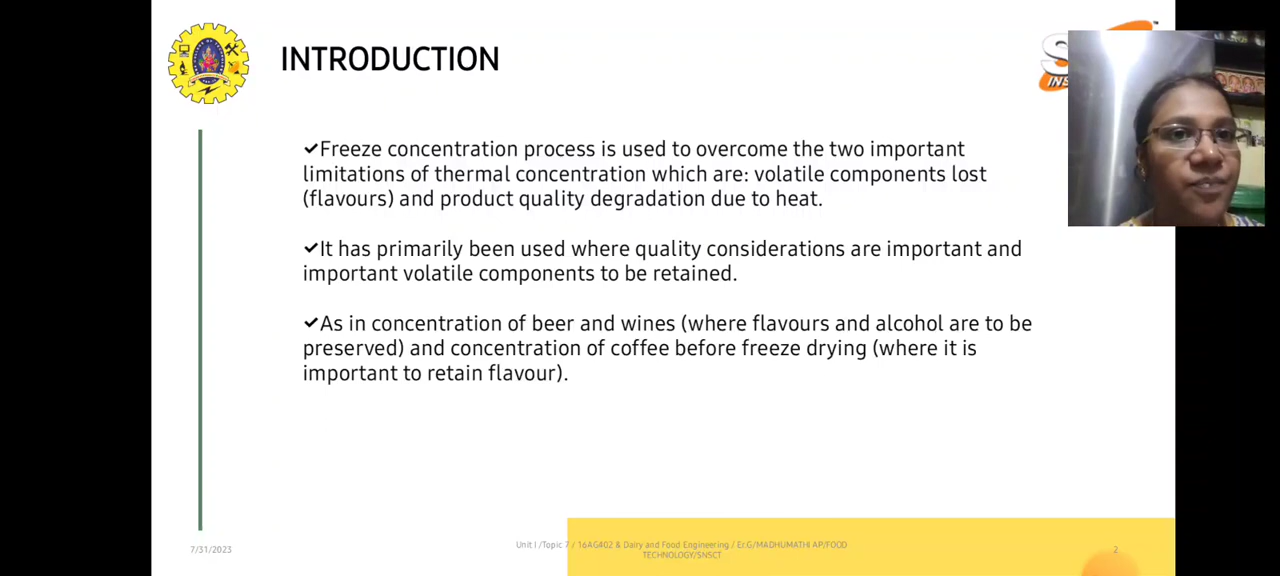 INTRODUCTION
✔Freeze concentration process is used to overcome the two important
limitations of thermal concentration which are: volatile components lost
(flavours) and product quality degradation due to heat.
✔It has primarily been used where quality considerations are important and
important volatile components to be retained.
✔As in concentration of beer and wines (where flavours and alcohol are to be
preserved) and concentration of coffee before freeze drying (where it is
important to retain flavour).
7/31/2023
Unit I /Topic 7 / 16AG402 & Dairy and Food Engineering / Er.G/MADHUMATHI AP/FOOD
TECHNOLOGY/SNSCT
2